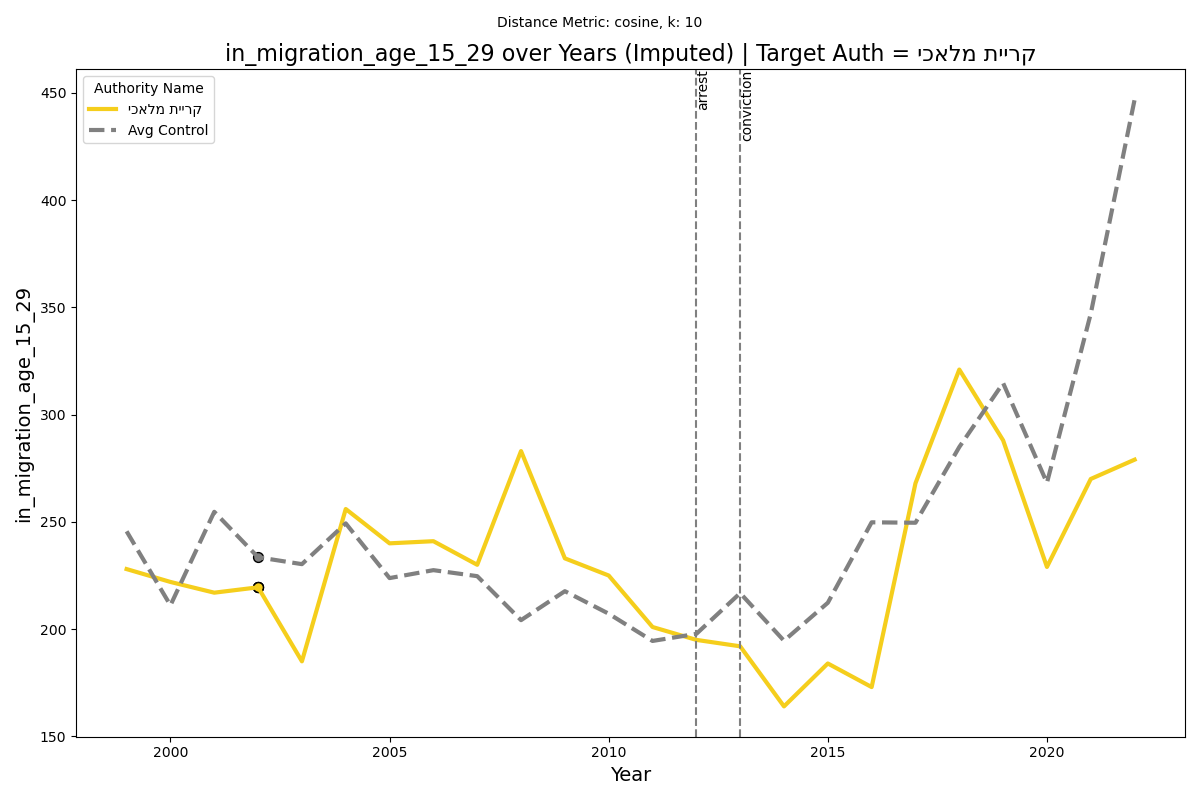 Distance Metric: cosine, k: 10
in_migration_age_15_29 over Years (Imputed) | Target Auth = קריית מלאכי
Authority Name
קריית מלאכי
Avg Control
arrest
conviction
450
400
350
300
250
200
150
in_migration_age_15_29
2000
2005
2010
2015
2020
Year